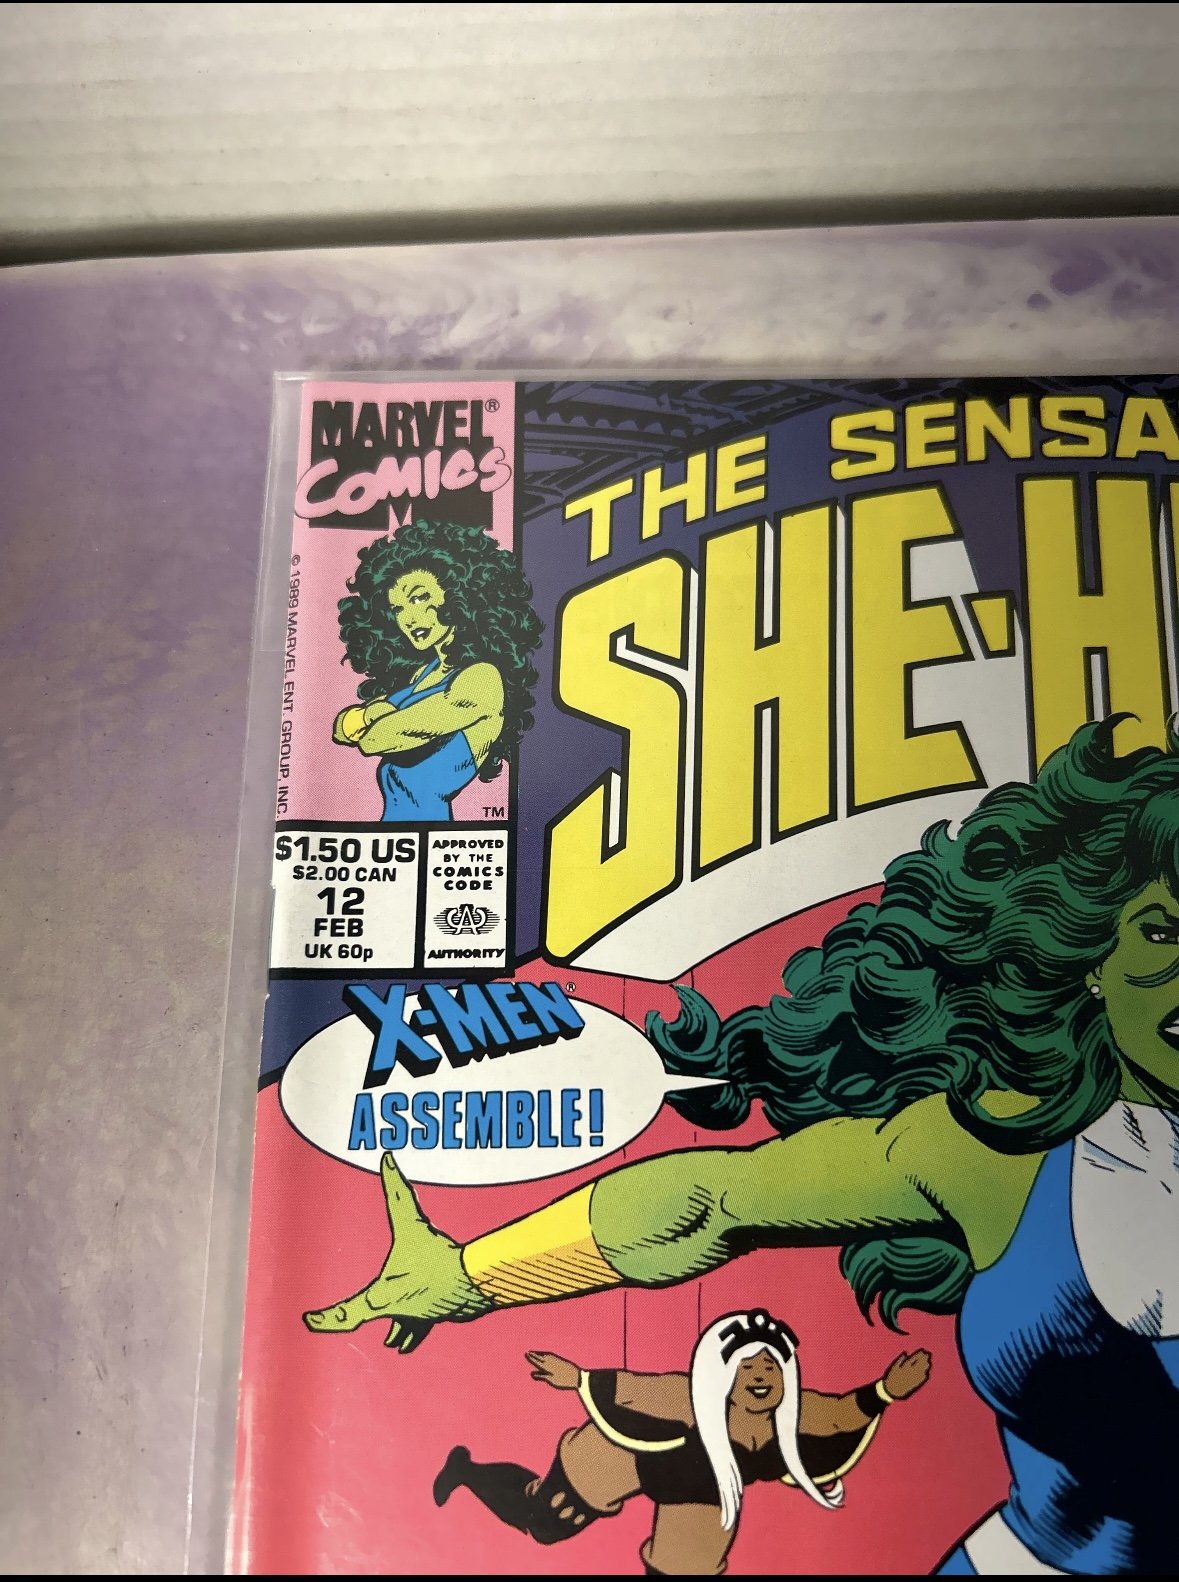 MARVEL®
COMICS
M
© 1989 MARVEL ENT. GROUP, INC.
TM
$1.50 US
$2.00 CAN
12
FEB
UK 60p
APPROVED
BY THE
COMICS
CODE
CA
AUTHORITY
THE SENSA
SHE-H
X-MEN®
ASSEMBLE!